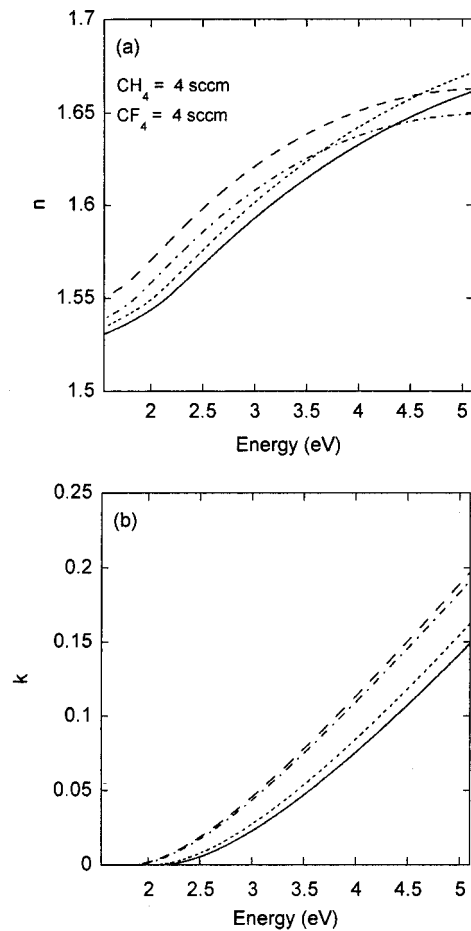 1.7
(a)
CH4 = 4 sccm
CF4 = 4 sccm
1.65
n
1.6
1.55
1.5
2 2.5 3 3.5 4 4.5 5
Energy (eV)
0.25
(b)
0.2
0.15
k
0.1
0.05
0
2 2.5 3 3.5 4 4.5 5
Energy (eV)